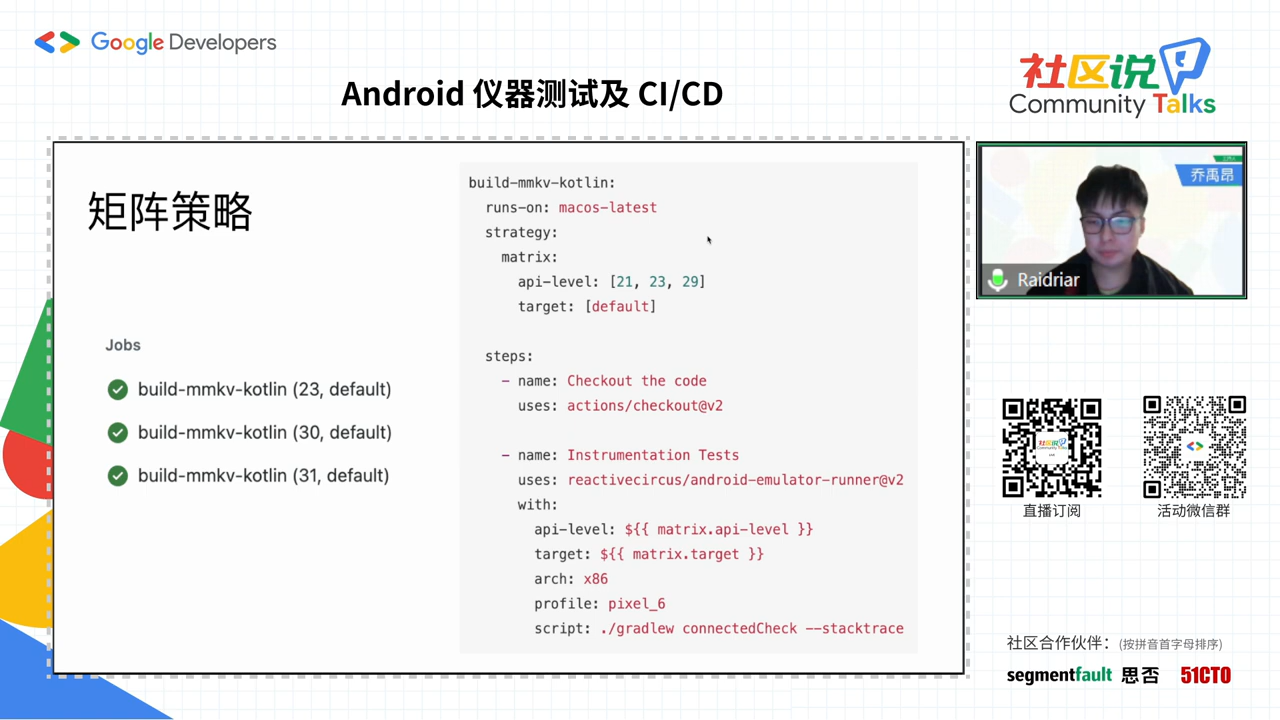 Google Developers
Android 仪器测试及 CI/CD
社区说
Community Talks
矩阵策略
Jobs
build-mmkv-kotlin (23, default)
build-mmkv-kotlin (30, default)
build-mmkv-kotlin (31, default)
build-mmkv-kotlin:
runs-on: macos-latest
strategy:
matrix:
api-level: [21, 23, 29]
target: [default]
steps:
- name: Checkout the code
uses: actions/checkout@v2
- name: Instrumentation Tests
uses: reactivecircus/android-emulator-runner@v2
with:
api-level: ${{ matrix.api-level }}
target: ${{ matrix.target }}
arch: x86
profile: pixel_6
script: ./gradlew connectedCheck --stacktrace
乔禹昂
Raidriar
直播订阅
活动微信群
社区合作伙伴：(按拼音首字母排序)
segmentfault 思否 51CTO